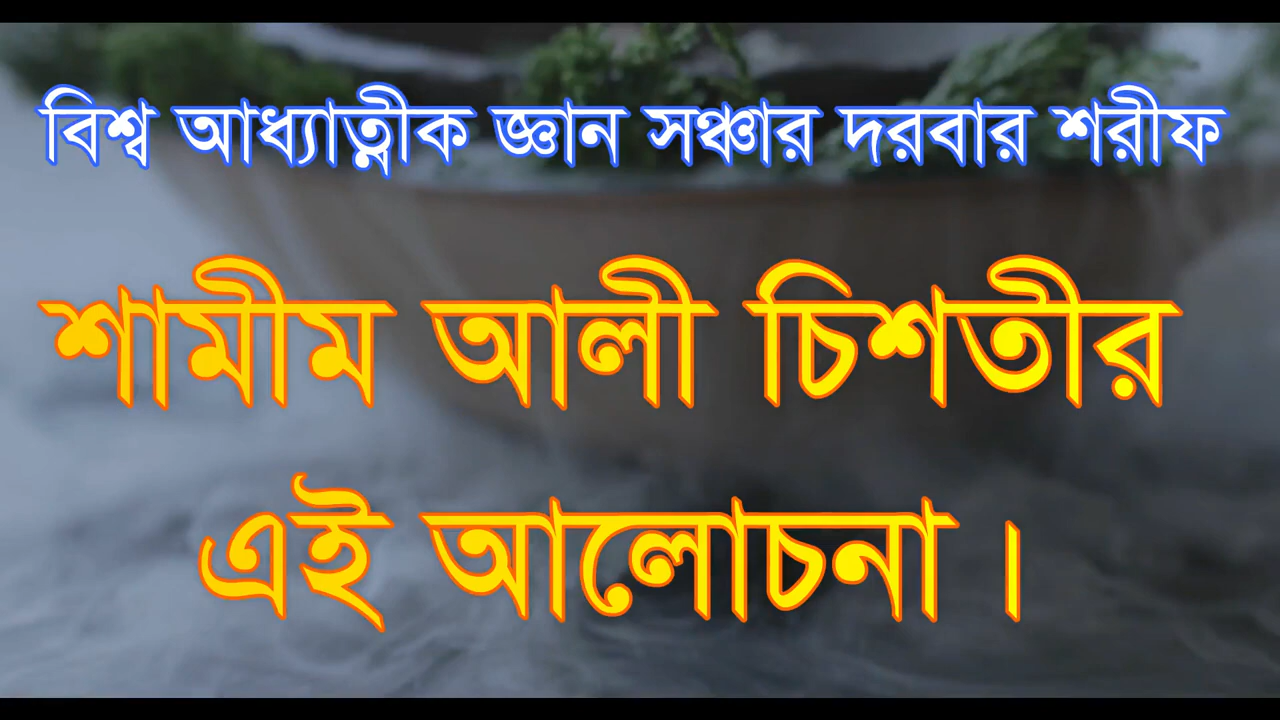 বিশ্ব আধ্যাত্নীক জ্ঞান সঞ্চার দরবার শরীফ
শামীম আলী চিশতীর
এই আলোচনা।